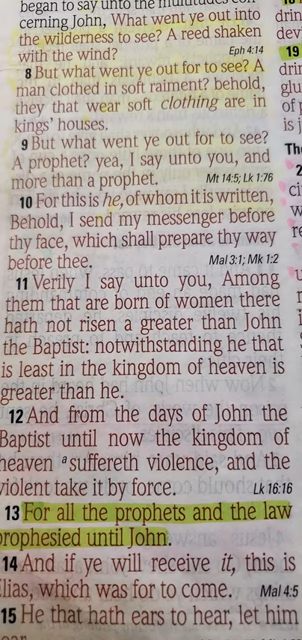 began to say unto the multitudes con-
cerning John, What went ye out into
the wilderness to see? A reed shaken
with the wind? Eph 4:14
8 But what went ye out for to see? A
man clothed in soft raiment? behold,
they that wear soft clothing are in
kings' houses.
9 But what went ye out for to see?
A prophet? yea, I say unto you, and
more than a prophet. Mt 14:5; Lk 1:76
10 For this is he, of whom it is written,
Behold, I send my messenger before
thy face, which shall prepare thy way
before thee. Mal 3:1; Mk 1:2
11 Verily I say unto you, Among
them that are born of women there
hath not risen a greater than John
the Baptist: notwithstanding he that
is least in the kingdom of heaven is
greater than he.
12 And from the days of John the
Baptist until now the kingdom of
heaven a suffereth violence, and the
violent take it by force. Lk 16:16
13 For all the prophets and the law
prophesied until John.
14 And if ye will receive it, this is
Elias, which was for to come. Mal 4:5
15 He that hath ears to hear, let him
19